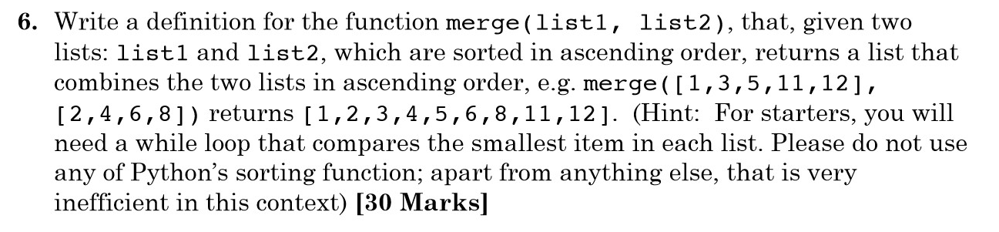 6. Write a definition for the function merge(list1, list2), that, given two
lists: list1 and list2, which are sorted in ascending order, returns a list that
combines the two lists in ascending order, e.g. merge([1,3,5,11,12],
[2,4,6,8]) returns [1,2,3,4,5,6,8,11,12]. (Hint: For starters, you will
need a while loop that compares the smallest item in each list. Please do not use
any of Python’s sorting function; apart from anything else, that is very
inefficient in this context) [30 Marks]